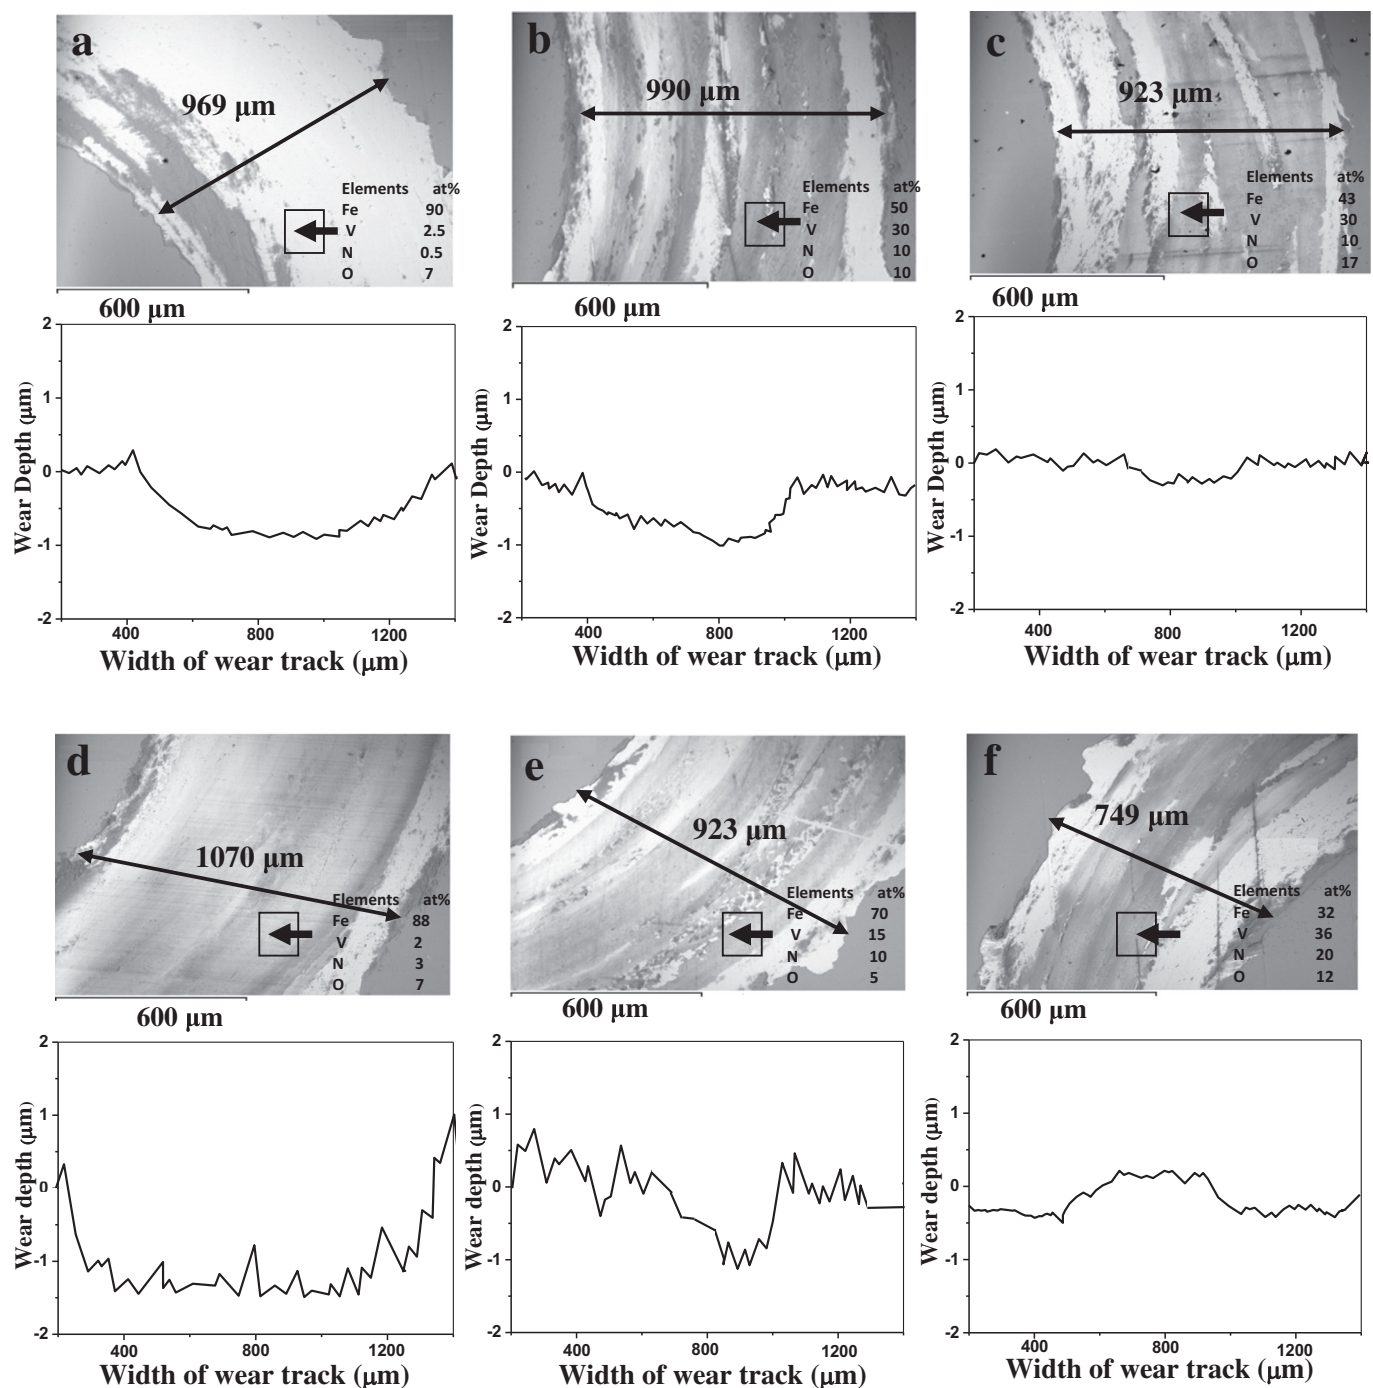 a
969 μm
Elements at%
Fe 90
V 2.5
N 0.5
O 7
600 μm
b
990 μm
Elements at%
Fe 50
V 30
N 10
O 10
600 μm
c
923 μm
Elements at%
Fe 43
V 30
N 10
O 17
600 μm
2
1
0
-1
-2
Wear Depth (μm)
400 800 1200
Width of wear track (μm)
2
1
0
-1
-2
Wear Depth (μm)
400 800 1200
Width of wear track (μm)
2
1
0
-1
-2
Wear Depth (μm)
400 800 1200
Width of wear track (μm)
d
1070 μm
Elements at%
Fe 88
V 2
N 3
O 7
600 μm
e
923 μm
Elements at%
Fe 70
V 15
N 10
O 5
600 μm
f
749 μm
Elements at%
Fe 32
V 36
N 20
O 12
600 μm
2
1
0
-1
-2
Wear depth (μm)
400 800 1200
Width of wear track (μm)
2
1
0
-1
-2
Wear depth (μm)
400 800 1200
Width of wear track (μm)
2
1
0
-1
-2
Wear depth (μm)
400 800 1200
Width of wear track (μm)